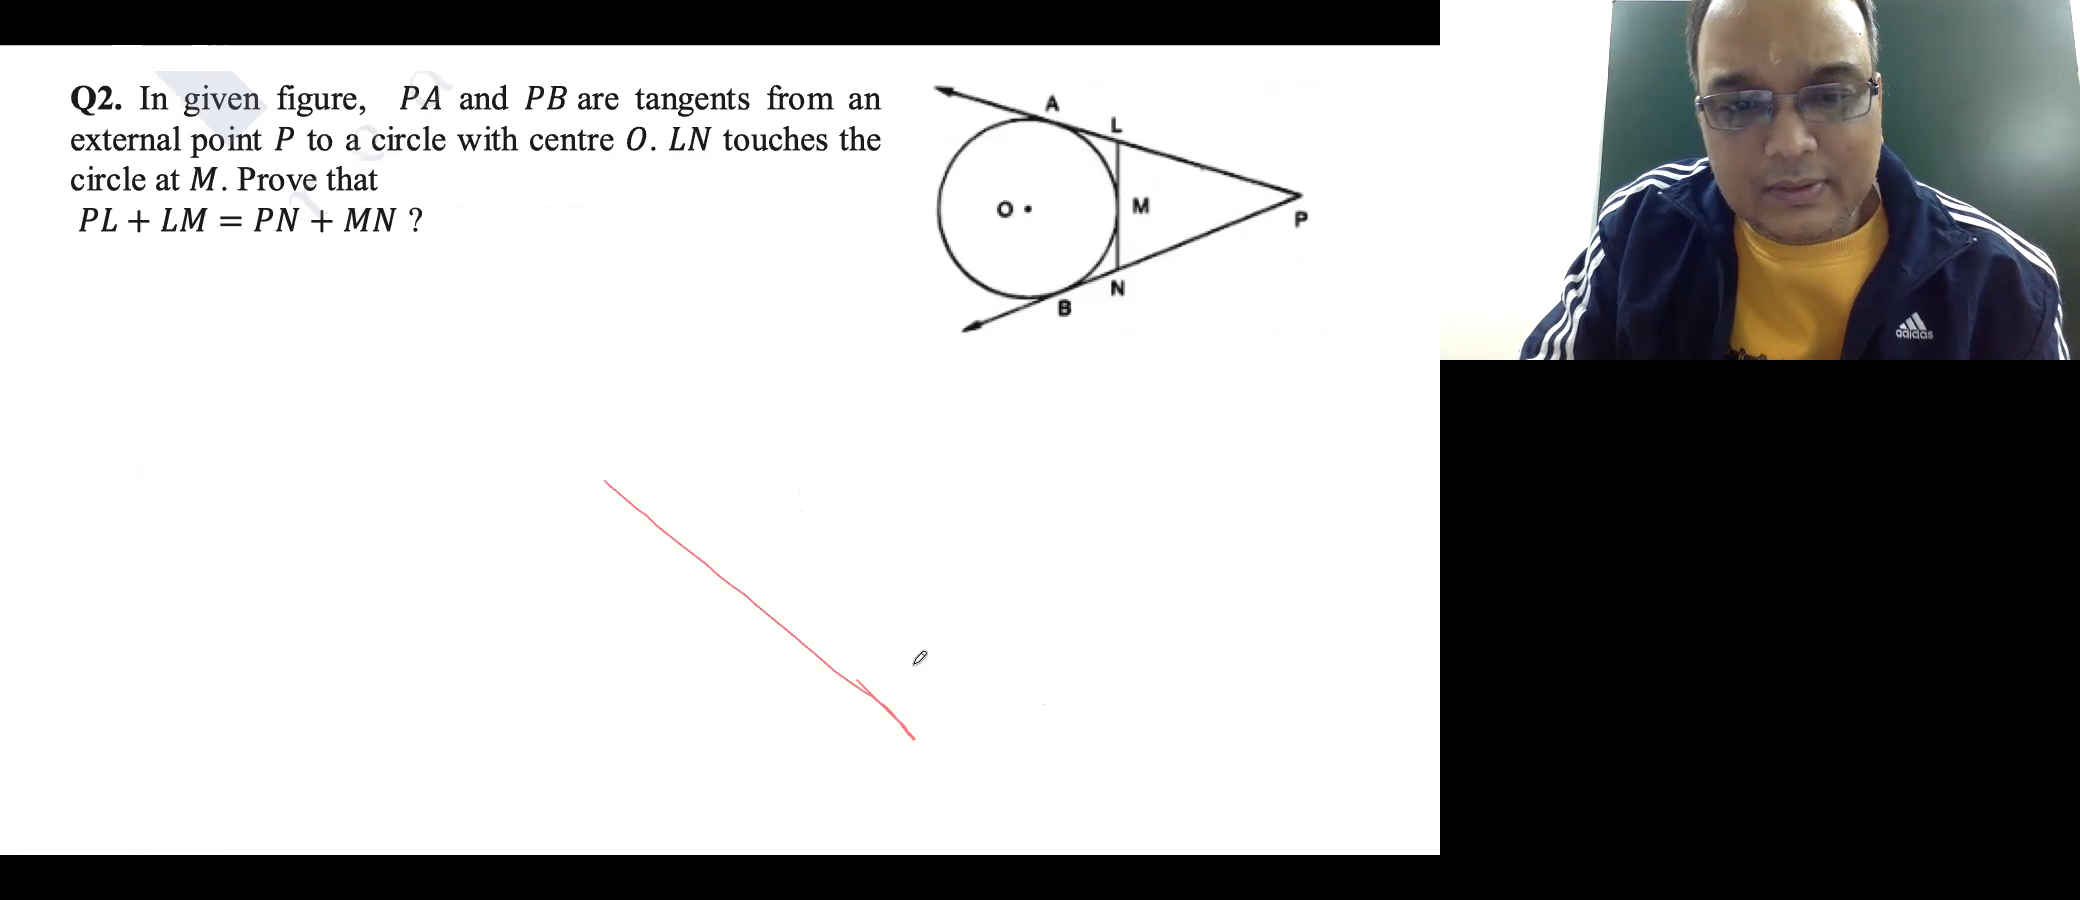 Q2. In given figure, PA and PB are tangents from an
external point P to a circle with centre O. LN touches the
circle at M. Prove that
PL + LM = PN + MN ?
A
L
O
M
P
N
B
adidas